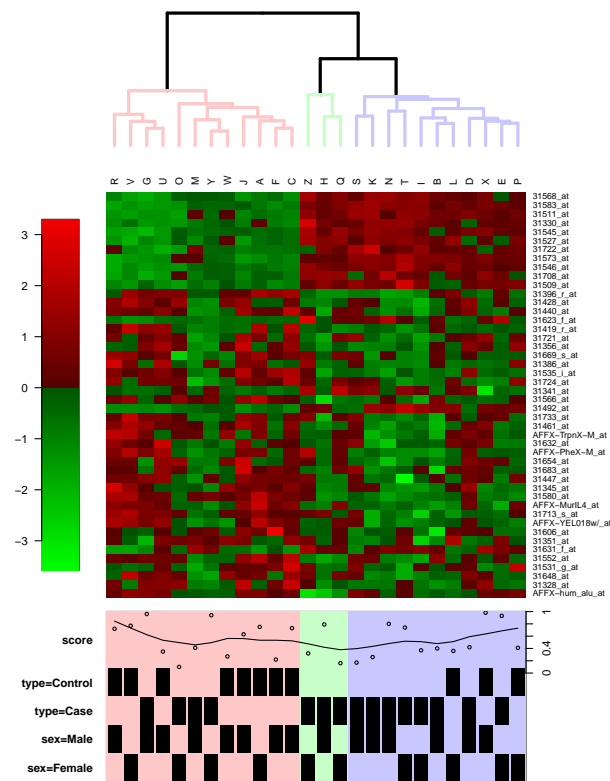 R V G U O M Y W J A F C Z H Q S K N T I B L D X E P
31568_at
31583_at
31511_at
31330_at
31545_at
31527_at
31722_at
31573_at
31546_at
31708_at
31509_at
31396_r_at
31428_at
31440_at
31623_f_at
31419_r_at
31721_at
31356_at
31669_s_at
31386_at
31535_i_at
31724_at
31341_at
31566_at
31492_at
31733_at
31461_at
AFFX−TrpnX−M_at
31632_at
AFFX−PheX−M_at
31654_at
31683_at
31447_at
31345_at
31580_at
AFFX−MurIL4_at
31713_s_at
AFFX−YEL018w/_at
31606_at
31351_at
31631_f_at
31552_at
31531_g_at
31648_at
31328_at
AFFX−hum_alu_at
3
2
1
0
−1
−2
−3
score
0 0.4 1
type=Control
type=Case
sex=Male
sex=Female